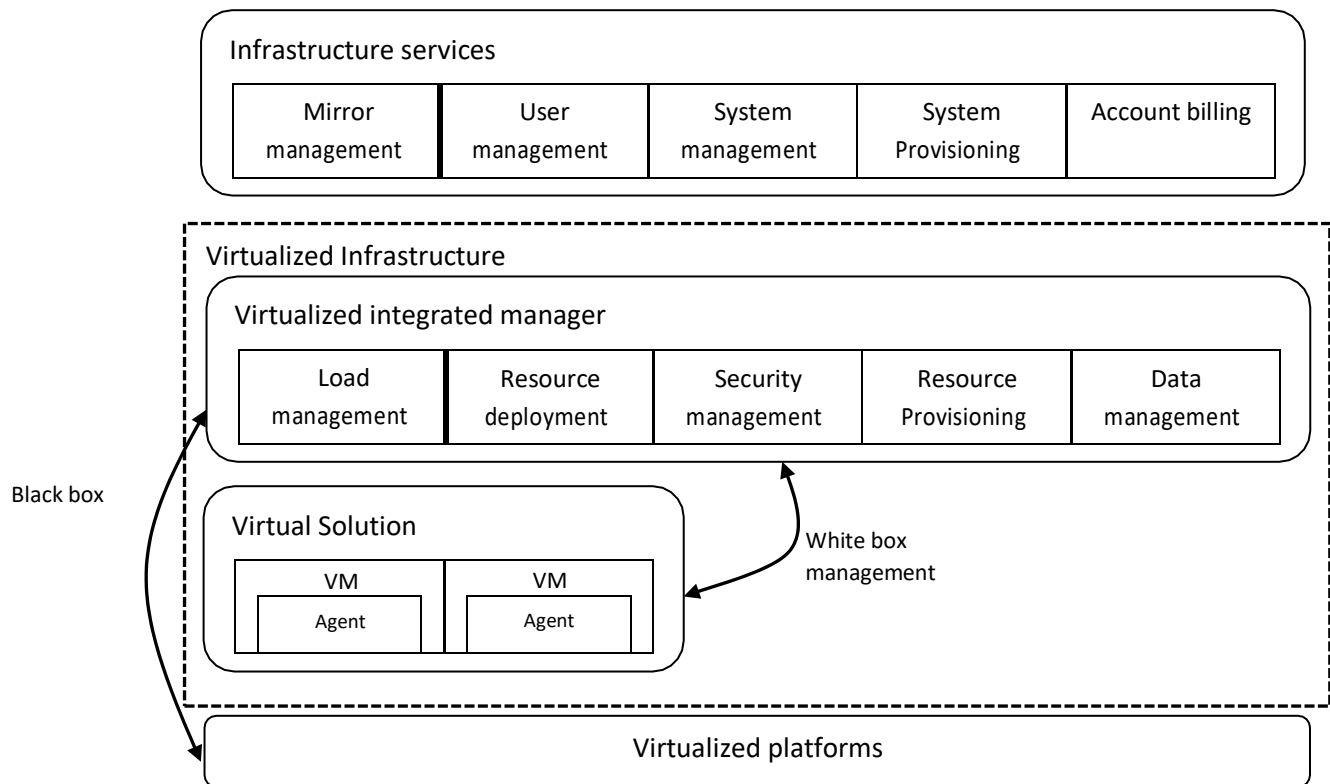 Infrastructure services
Mirror
management
User
management
System
management
System
Provisioning
Account billing
Virtualized Infrastructure
Virtualized integrated manager
Load
management
Resource
deployment
Security
management
Resource
Provisioning
Data
management
Black box
Virtual Solution
White box
management
VM
Agent
VM
Agent
Virtualized platforms